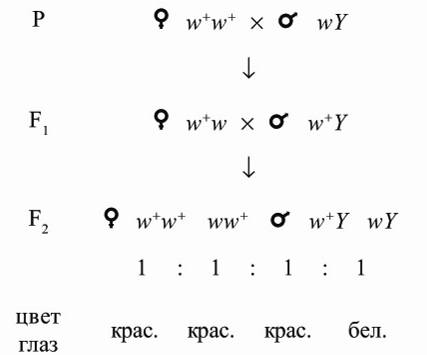 P ♀ w⁺w⁺ × ♂ wY
↓
F₁ ♀ w⁺w × ♂ w⁺Y
↓
F₂ ♀ w⁺w⁺ ww⁺ ♂ w⁺Y wY
1 : 1 : 1 : 1
цвет
глаз крас. крас. крас. бел.